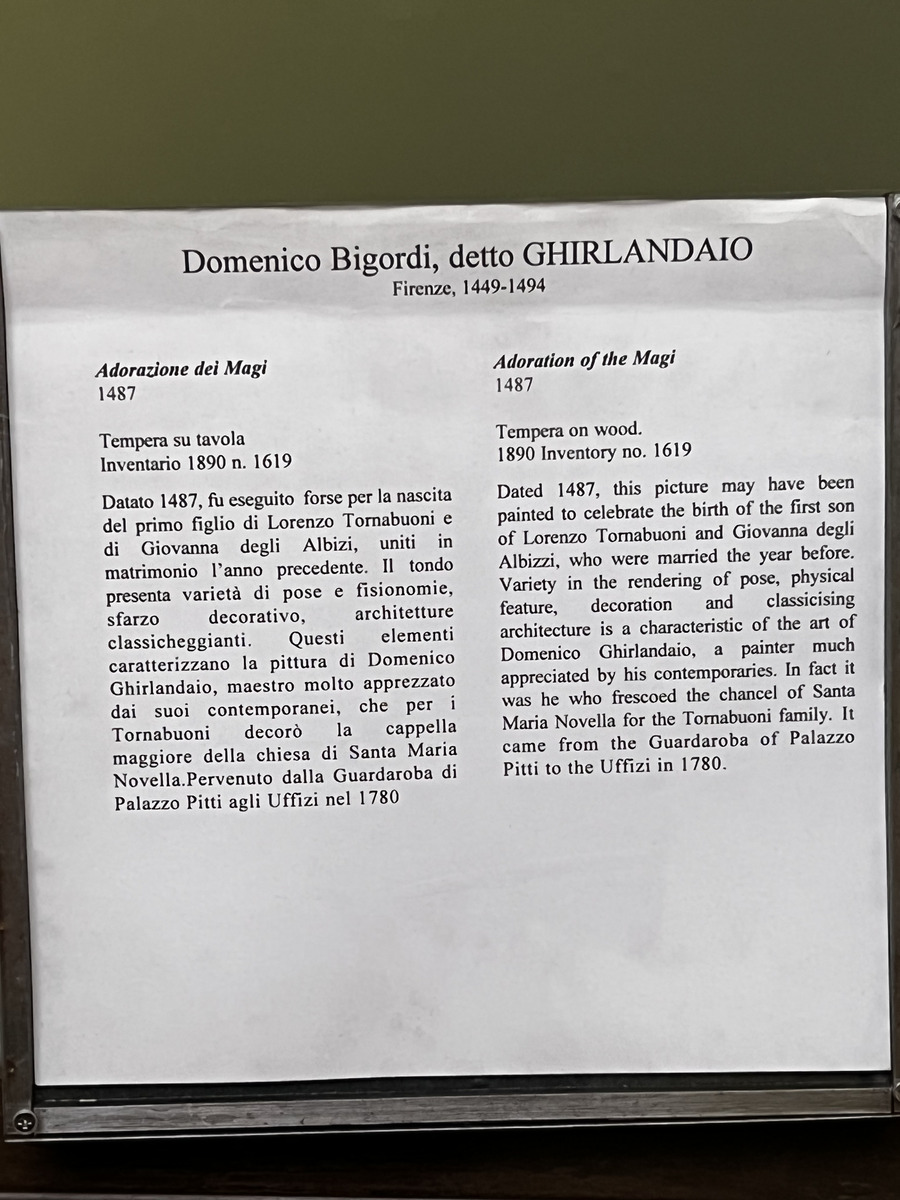 Domenico Bigordi, detto GHIRLANDAIO
Firenze, 1449-1494
Adorazione dei Magi
1487
Tempera su tavola
Inventario 1890 n. 1619
Datato 1487, fu eseguito forse per la nascita
del primo figlio di Lorenzo Tornabuoni e
di Giovanna degli Albizi, uniti in
matrimonio l'anno precedente. Il tondo
presenta varietà di pose e fisionomie,
sfarzo decorativo, architetture
classicheggianti. Questi elementi
caratterizzano la pittura di Domenico
Ghirlandaio, maestro molto apprezzato
dai suoi contemporanei, che per i
Tornabuoni decorò la cappella
maggiore della chiesa di Santa Maria
Novella.Pervenuto dalla Guardaroba di
Palazzo Pitti agli Uffizi nel 1780
Adoration of the Magi
1487
Tempera on wood.
1890 Inventory no. 1619
Dated 1487, this picture may have been
painted to celebrate the birth of the first son
of Lorenzo Tornabuoni and Giovanna degli
Albizzi, who were married the year before.
Variety in the rendering of pose, physical
feature, decoration and classicising
architecture is a characteristic of the art of
Domenico Ghirlandaio, a painter much
appreciated by his contemporaries. In fact it
was he who frescoed the chancel of Santa
Maria Novella for the Tornabuoni family. It
came from the Guardaroba of Palazzo
Pitti to the Uffizi in 1780.